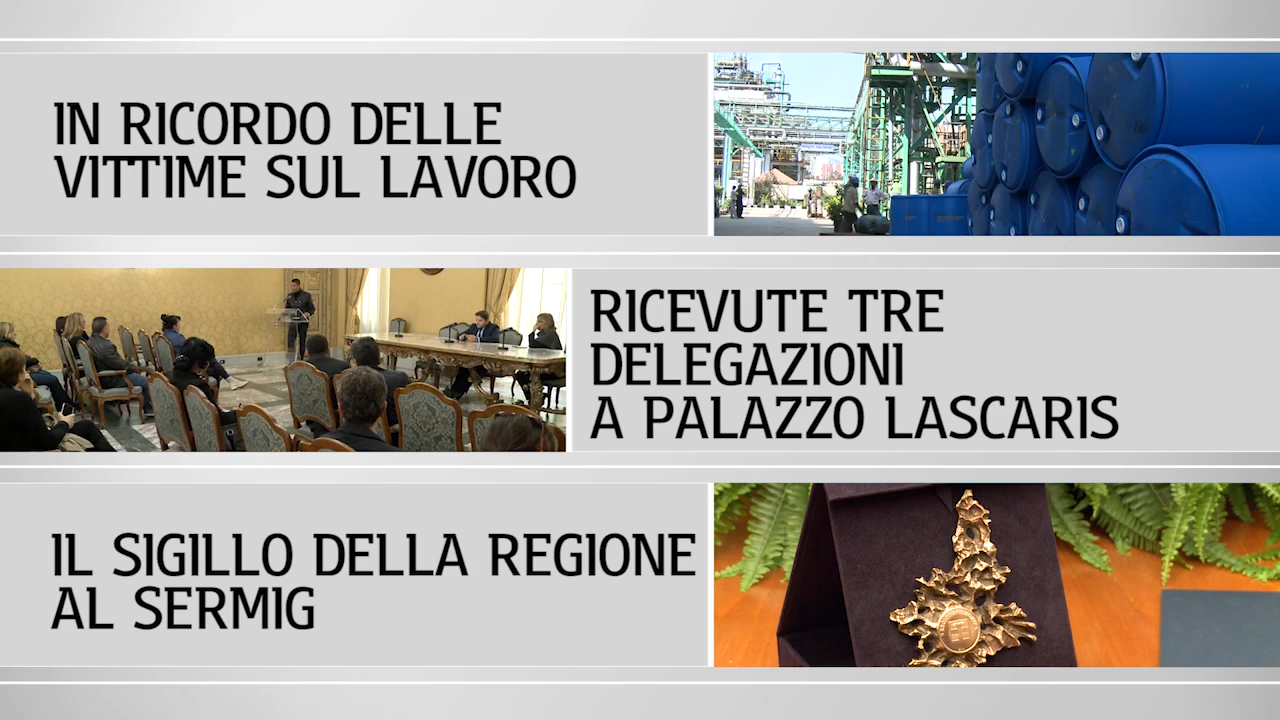 IN RICORDO DELLE
VITTIME SUL LAVORO
RICEVUTE TRE
DELEGAZIONI
A PALAZZO LASCARIS
IL SIGILLO DELLA REGIONE
AL SERMIG